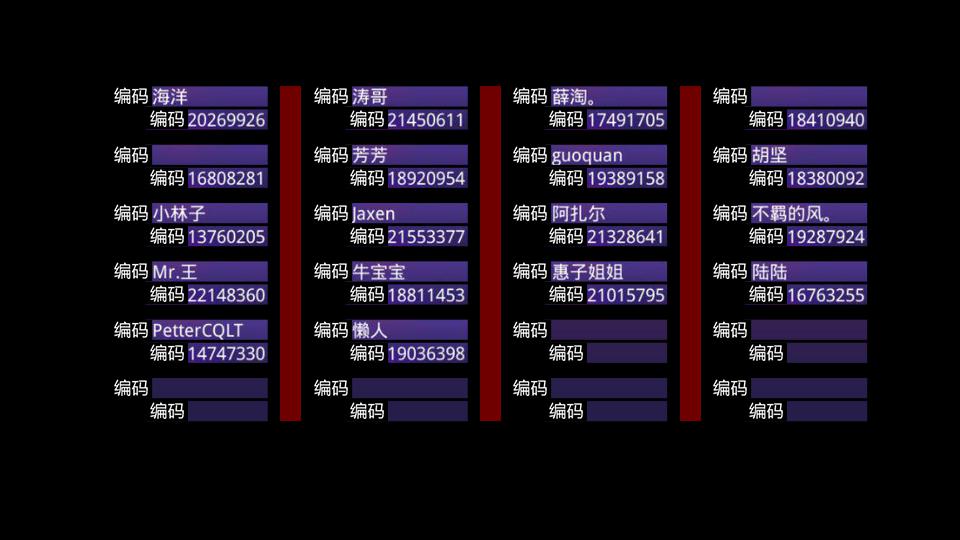 编码 海洋 编码 涛哥 编码 薛淘。 编码
编码 20269926 编码 21450611 编码 17491705 编码 18410940
编码 编码 芳芳 编码 guoquan 编码 胡坚
编码 16808281 编码 18920954 编码 19389158 编码 18380092
编码 小林子 编码 Jaxen 编码 阿扎尔 编码 不羁的风。
编码 13760205 编码 21553377 编码 21328641 编码 19287924
编码 Mr.王 编码 牛宝宝 编码 惠子姐姐 编码 陆陆
编码 22148360 编码 18811453 编码 21015795 编码 16763255
编码 PetterCQLT 编码 懒人 编码 编码
编码 14747330 编码 19036398 编码 编码
编码 编码 编码 编码
编码 编码 编码 编码